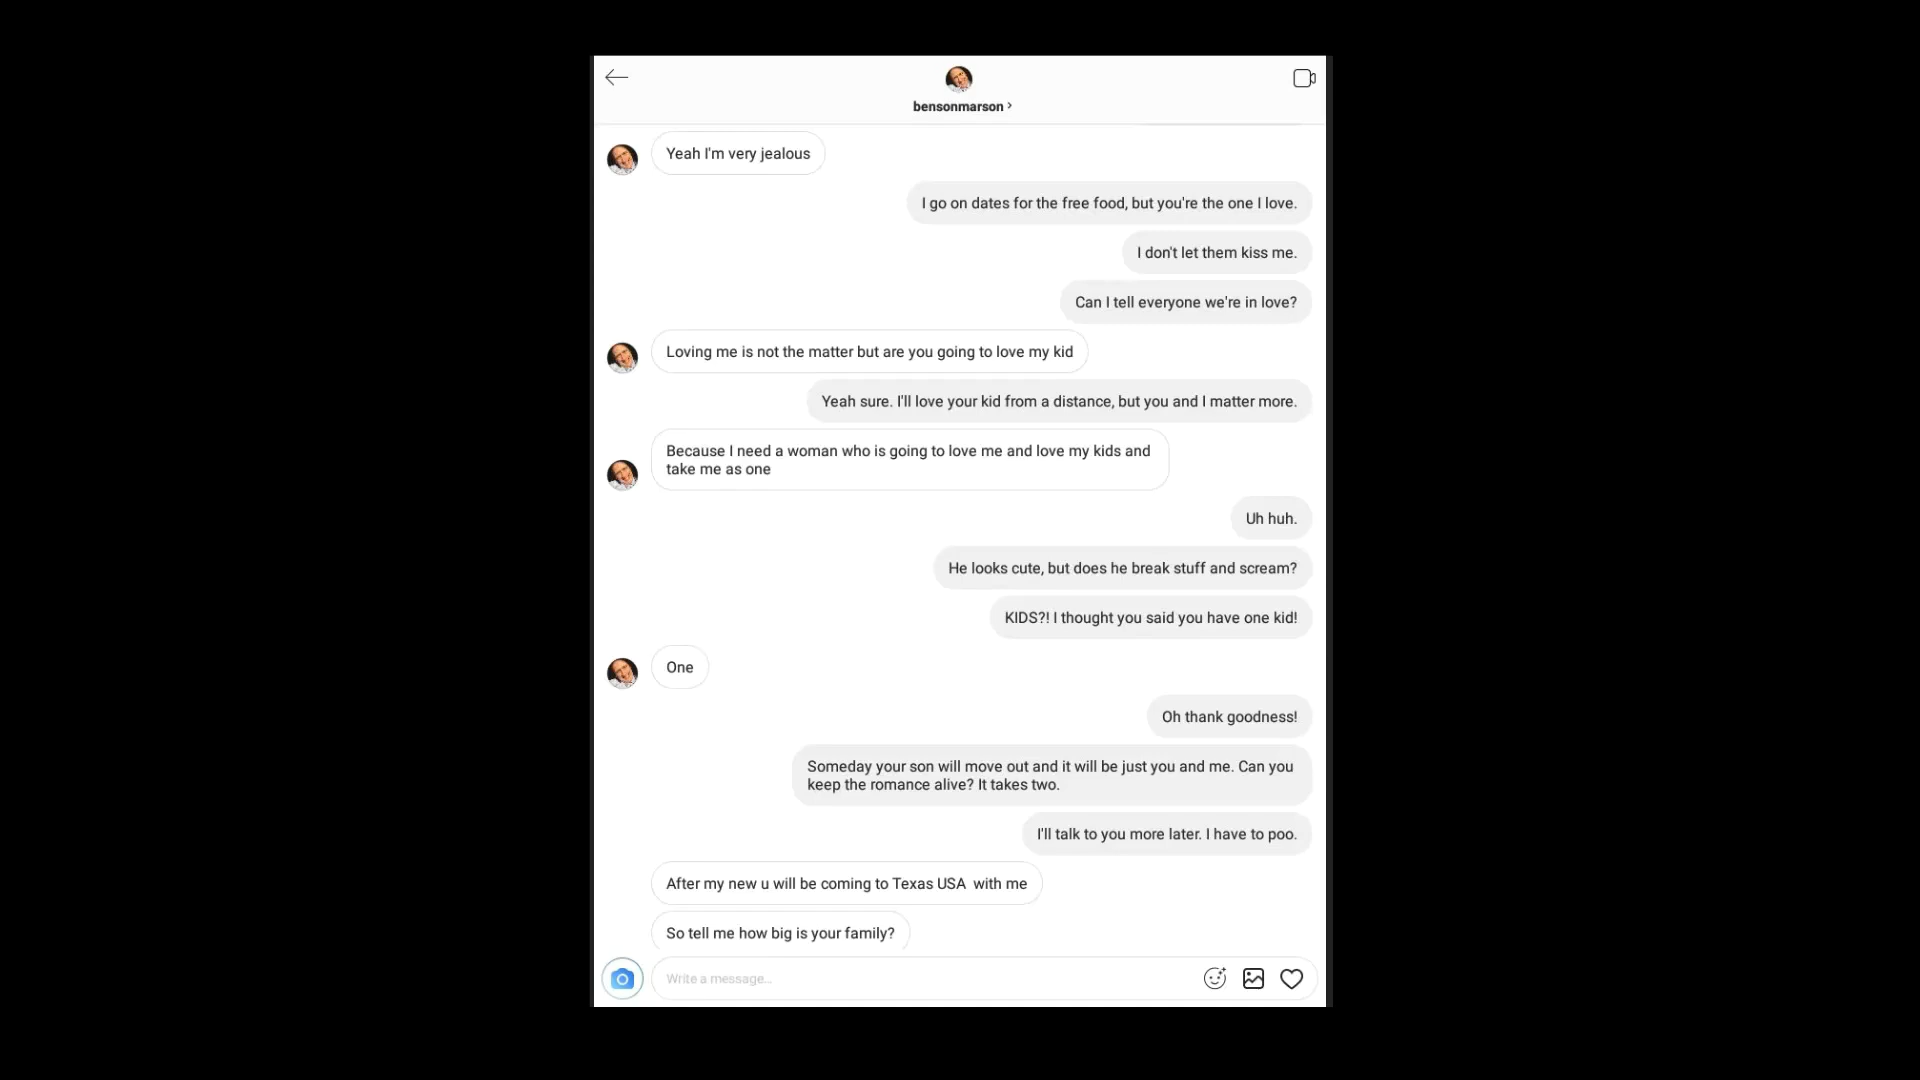 bensonmarson
Yeah I'm very jealous
I go on dates for the free food, but you're the one I love.
I don't let them kiss me.
Can I tell everyone we're in love?
Loving me is not the matter but are you going to love my kid
Yeah sure. I'll love your kid from a distance, but you and I matter more.
Because I need a woman who is going to love me and love my kids and
take me as one
Uh huh.
He looks cute, but does he break stuff and scream?
KIDS?! I thought you said you have one kid!
One
Oh thank goodness!
Someday your son will move out and it will be just you and me. Can you
keep the romance alive? It takes two.
I'll talk to you more later. I have to poo.
After my new u will be coming to Texas USA  with me
So tell me how big is your family?
Write a message...